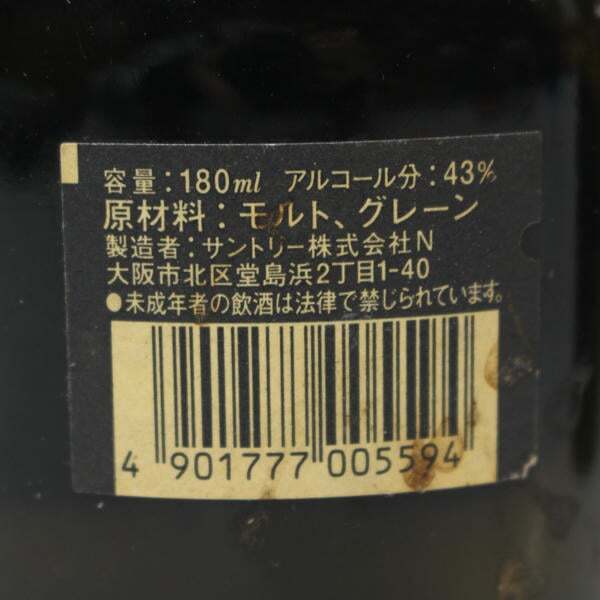 容量：180ml アルコール分：43%
原材料：モルト、グレーン
製造者：サントリー株式会社N
大阪市北区堂島浜2丁目1-40
●未成年者の飲酒は法律で禁じられています。
4 901777 005594